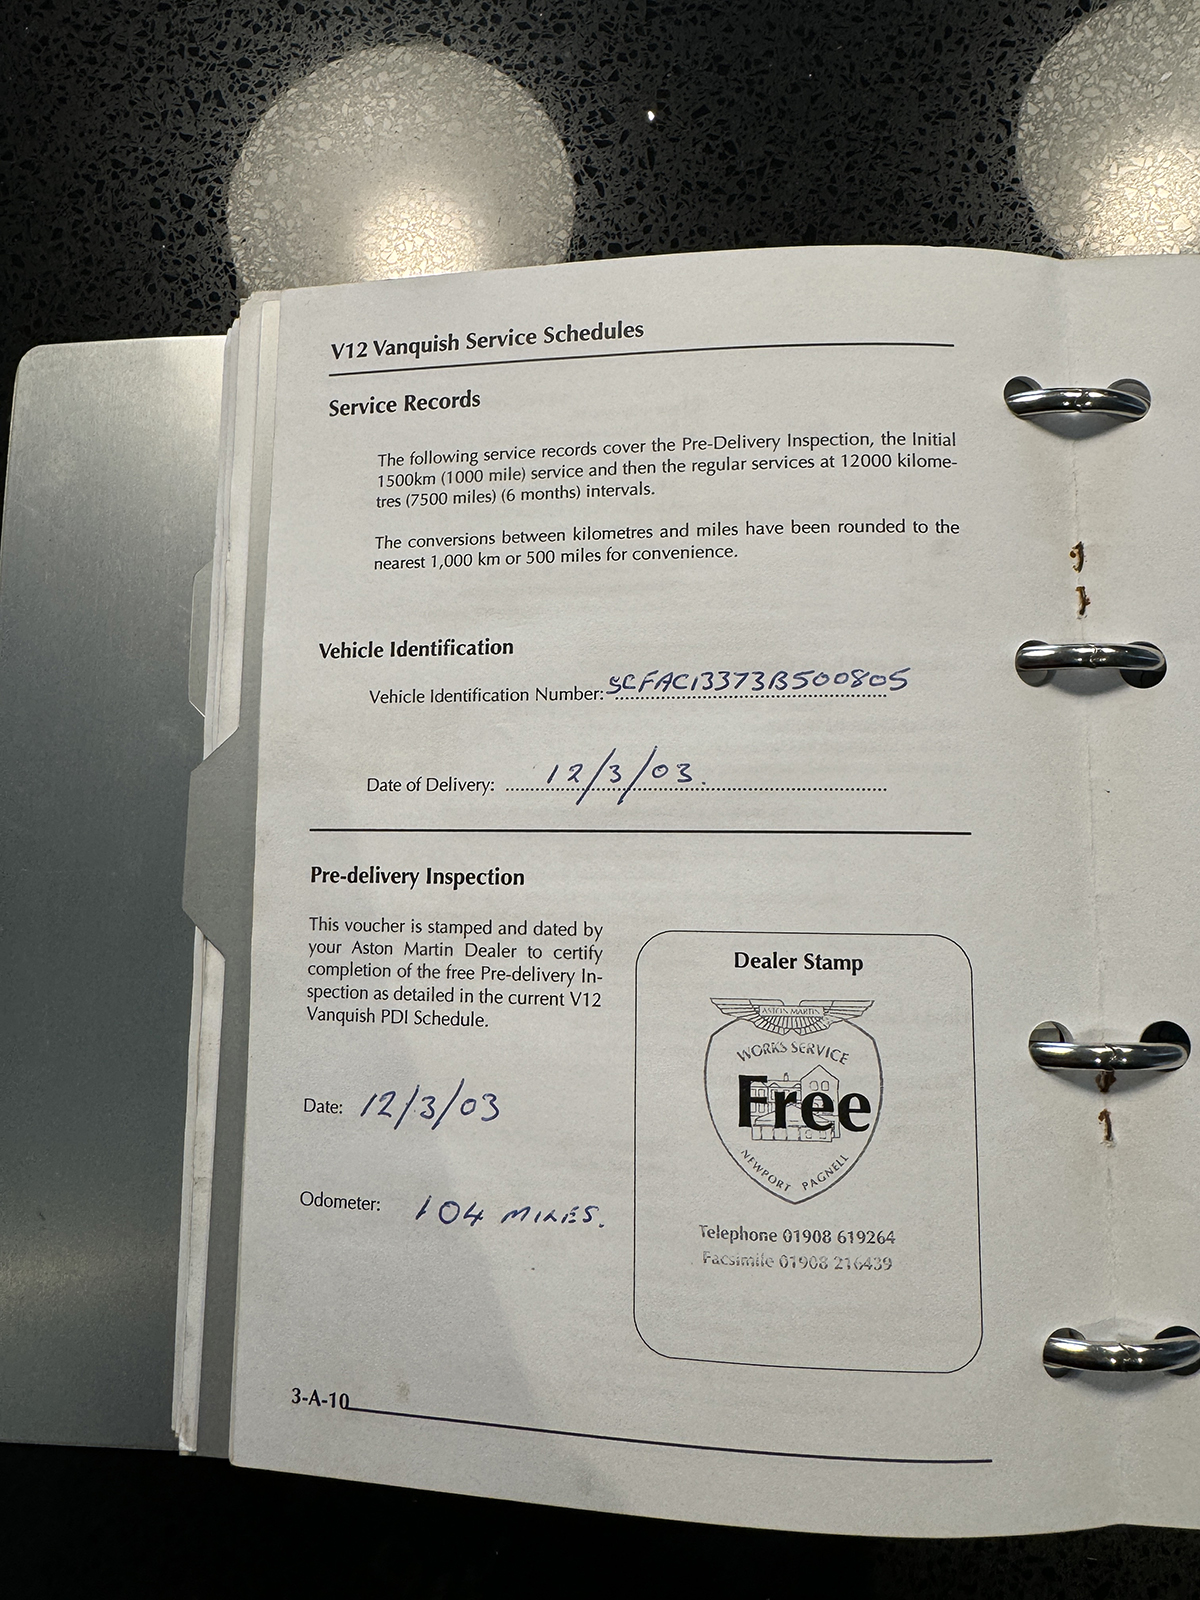 V12 Vanquish Service Schedules
Service Records
The following service records cover the Pre-Delivery Inspection, the Initial
1500km (1000 mile) service and then the regular services at 12000 kilome-
tres (7500 miles) (6 months) intervals.
The conversions between kilometres and miles have been rounded to the
nearest 1,000 km or 500 miles for convenience.
Vehicle Identification
Vehicle Identification Number: SCFAC13373B500805
Date of Delivery: 12/3/03.
Pre-delivery Inspection
This voucher is stamped and dated by
your Aston Martin Dealer to certify
completion of the free Pre-delivery In-
spection as detailed in the current V12
Vanquish PDI Schedule.
Date: 12/3/03
Odometer: 104 MILES.
Dealer Stamp
ASTON MARTIN
WORKS SERVICE
Free
NEWPORT PAGNELL
Telephone 01908 619264
Facsimile 01908 216439
3-A-10